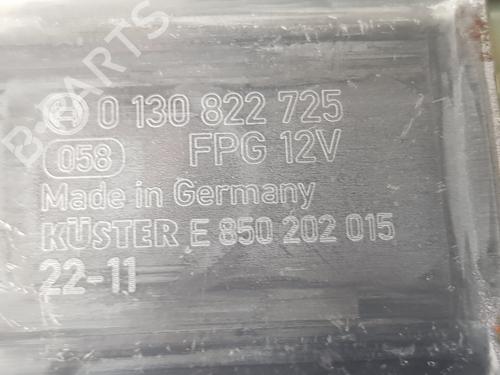 B-PARTS
0 130 822 725
058 FPG 12V
Made in Germany
KÜSTER E 850 202 015
22-11